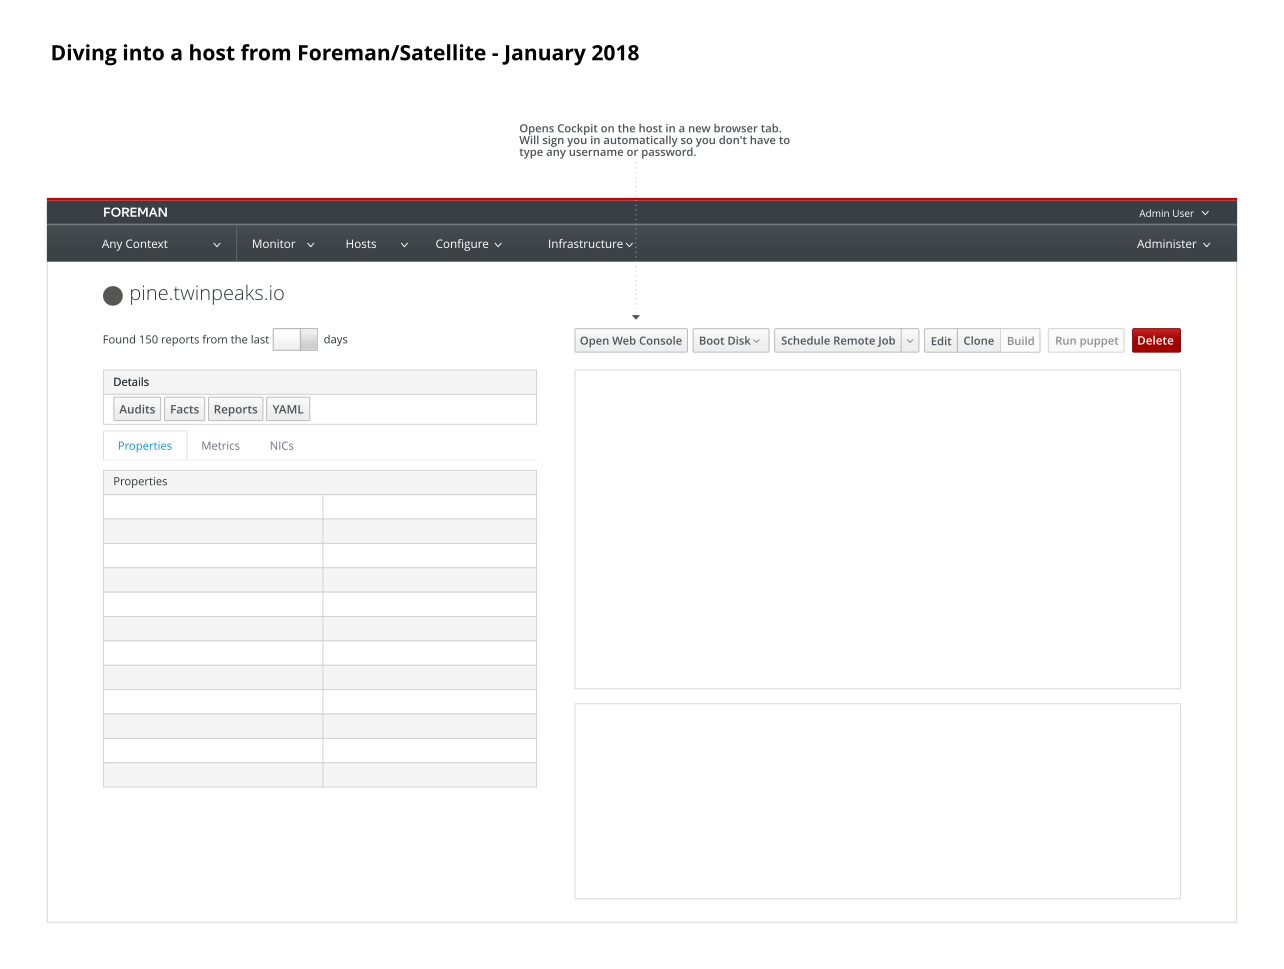 Diving into a host from Foreman/Satellite - January 2018
Opens Cockpit on the host in a new browser tab.
Will sign you in automatically so you don't have to
type any username or password.
FOREMAN
Admin User
Any Context
Monitor
Hosts
Configure
Infrastructure
Administer
pine.twinpeaks.io
Found 150 reports from the last days
Open Web Console
Boot Disk
Schedule Remote Job
Edit
Clone
Build
Run puppet
Delete
Details
Audits
Facts
Reports
YAML
Properties
Metrics
NICs
Properties